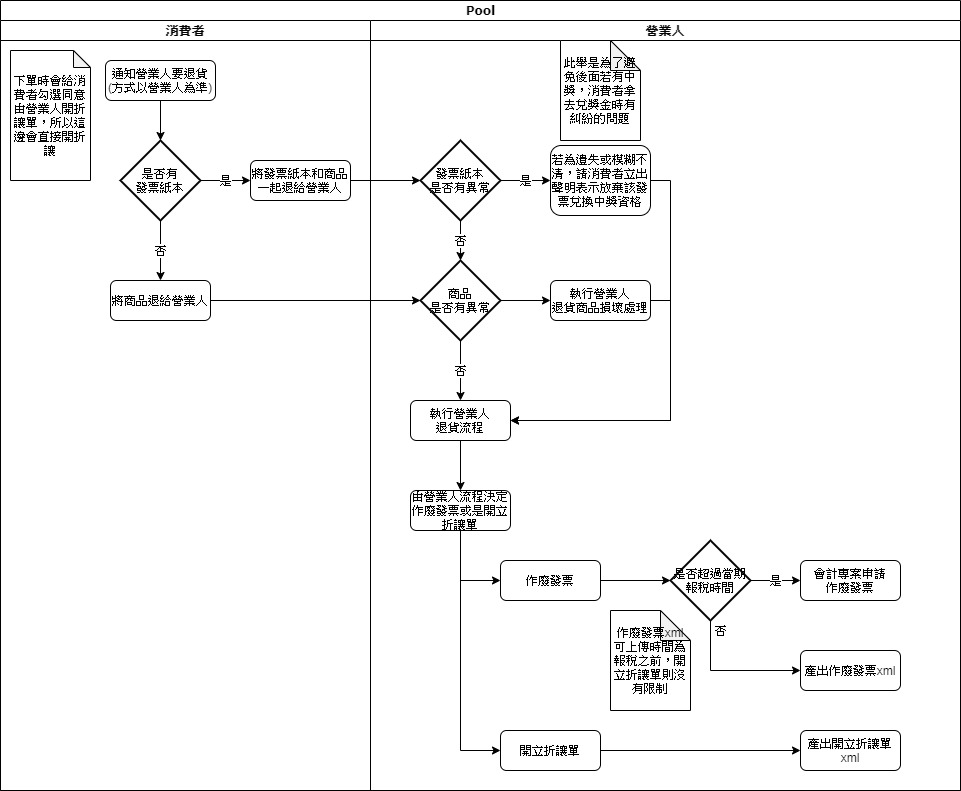 Pool
消費者
營業人
下單時會給消
費者勾選同意
由營業人開折
讓單，所以這
邊會直接開折
讓
通知營業人要退貨
(方式以營業人為準)
是否有
發票紙本
是
將發票紙本和商品
一起退給營業人
否
將商品退給營業人
此舉是為了避
免後面若有中
獎，消費者拿
去兌獎金時有
糾紛的問題
發票紙本
是否有異常
是
若為遺失或模糊不
清，請消費者立出
聲明表示放棄該發
票兌換中獎資格
否
商品
是否有異常
執行營業人
退貨商品損壞處理
否
執行營業人
退貨流程
由營業人流程決定
作廢發票或是開立
折讓單
作廢發票
是否超過當期
報稅時間
是
會計專案申請
作廢發票
否
作廢發票xml
可上傳時間為
報稅之前，開
立折讓單則沒
有限制
產出作廢發票xml
開立折讓單
產出開立折讓單
xml